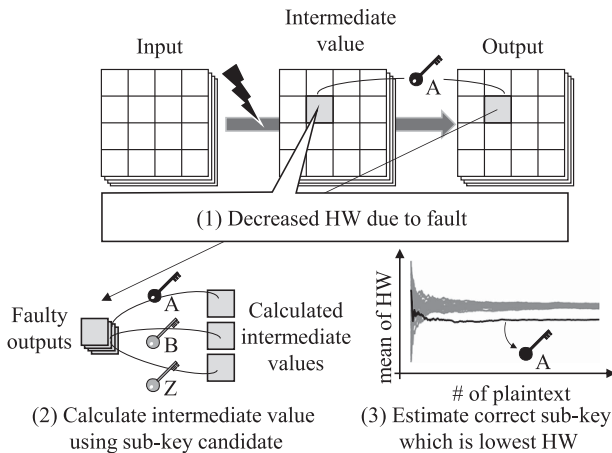 Input
Intermediate
value
Output
A
(1) Decreased HW due to fault
Faulty
outputs
A
B
Z
Calculated
intermediate
values
mean of HW
A
# of plaintext
(2) Calculate intermediate value
using sub-key candidate
(3) Estimate correct sub-key
which is lowest HW